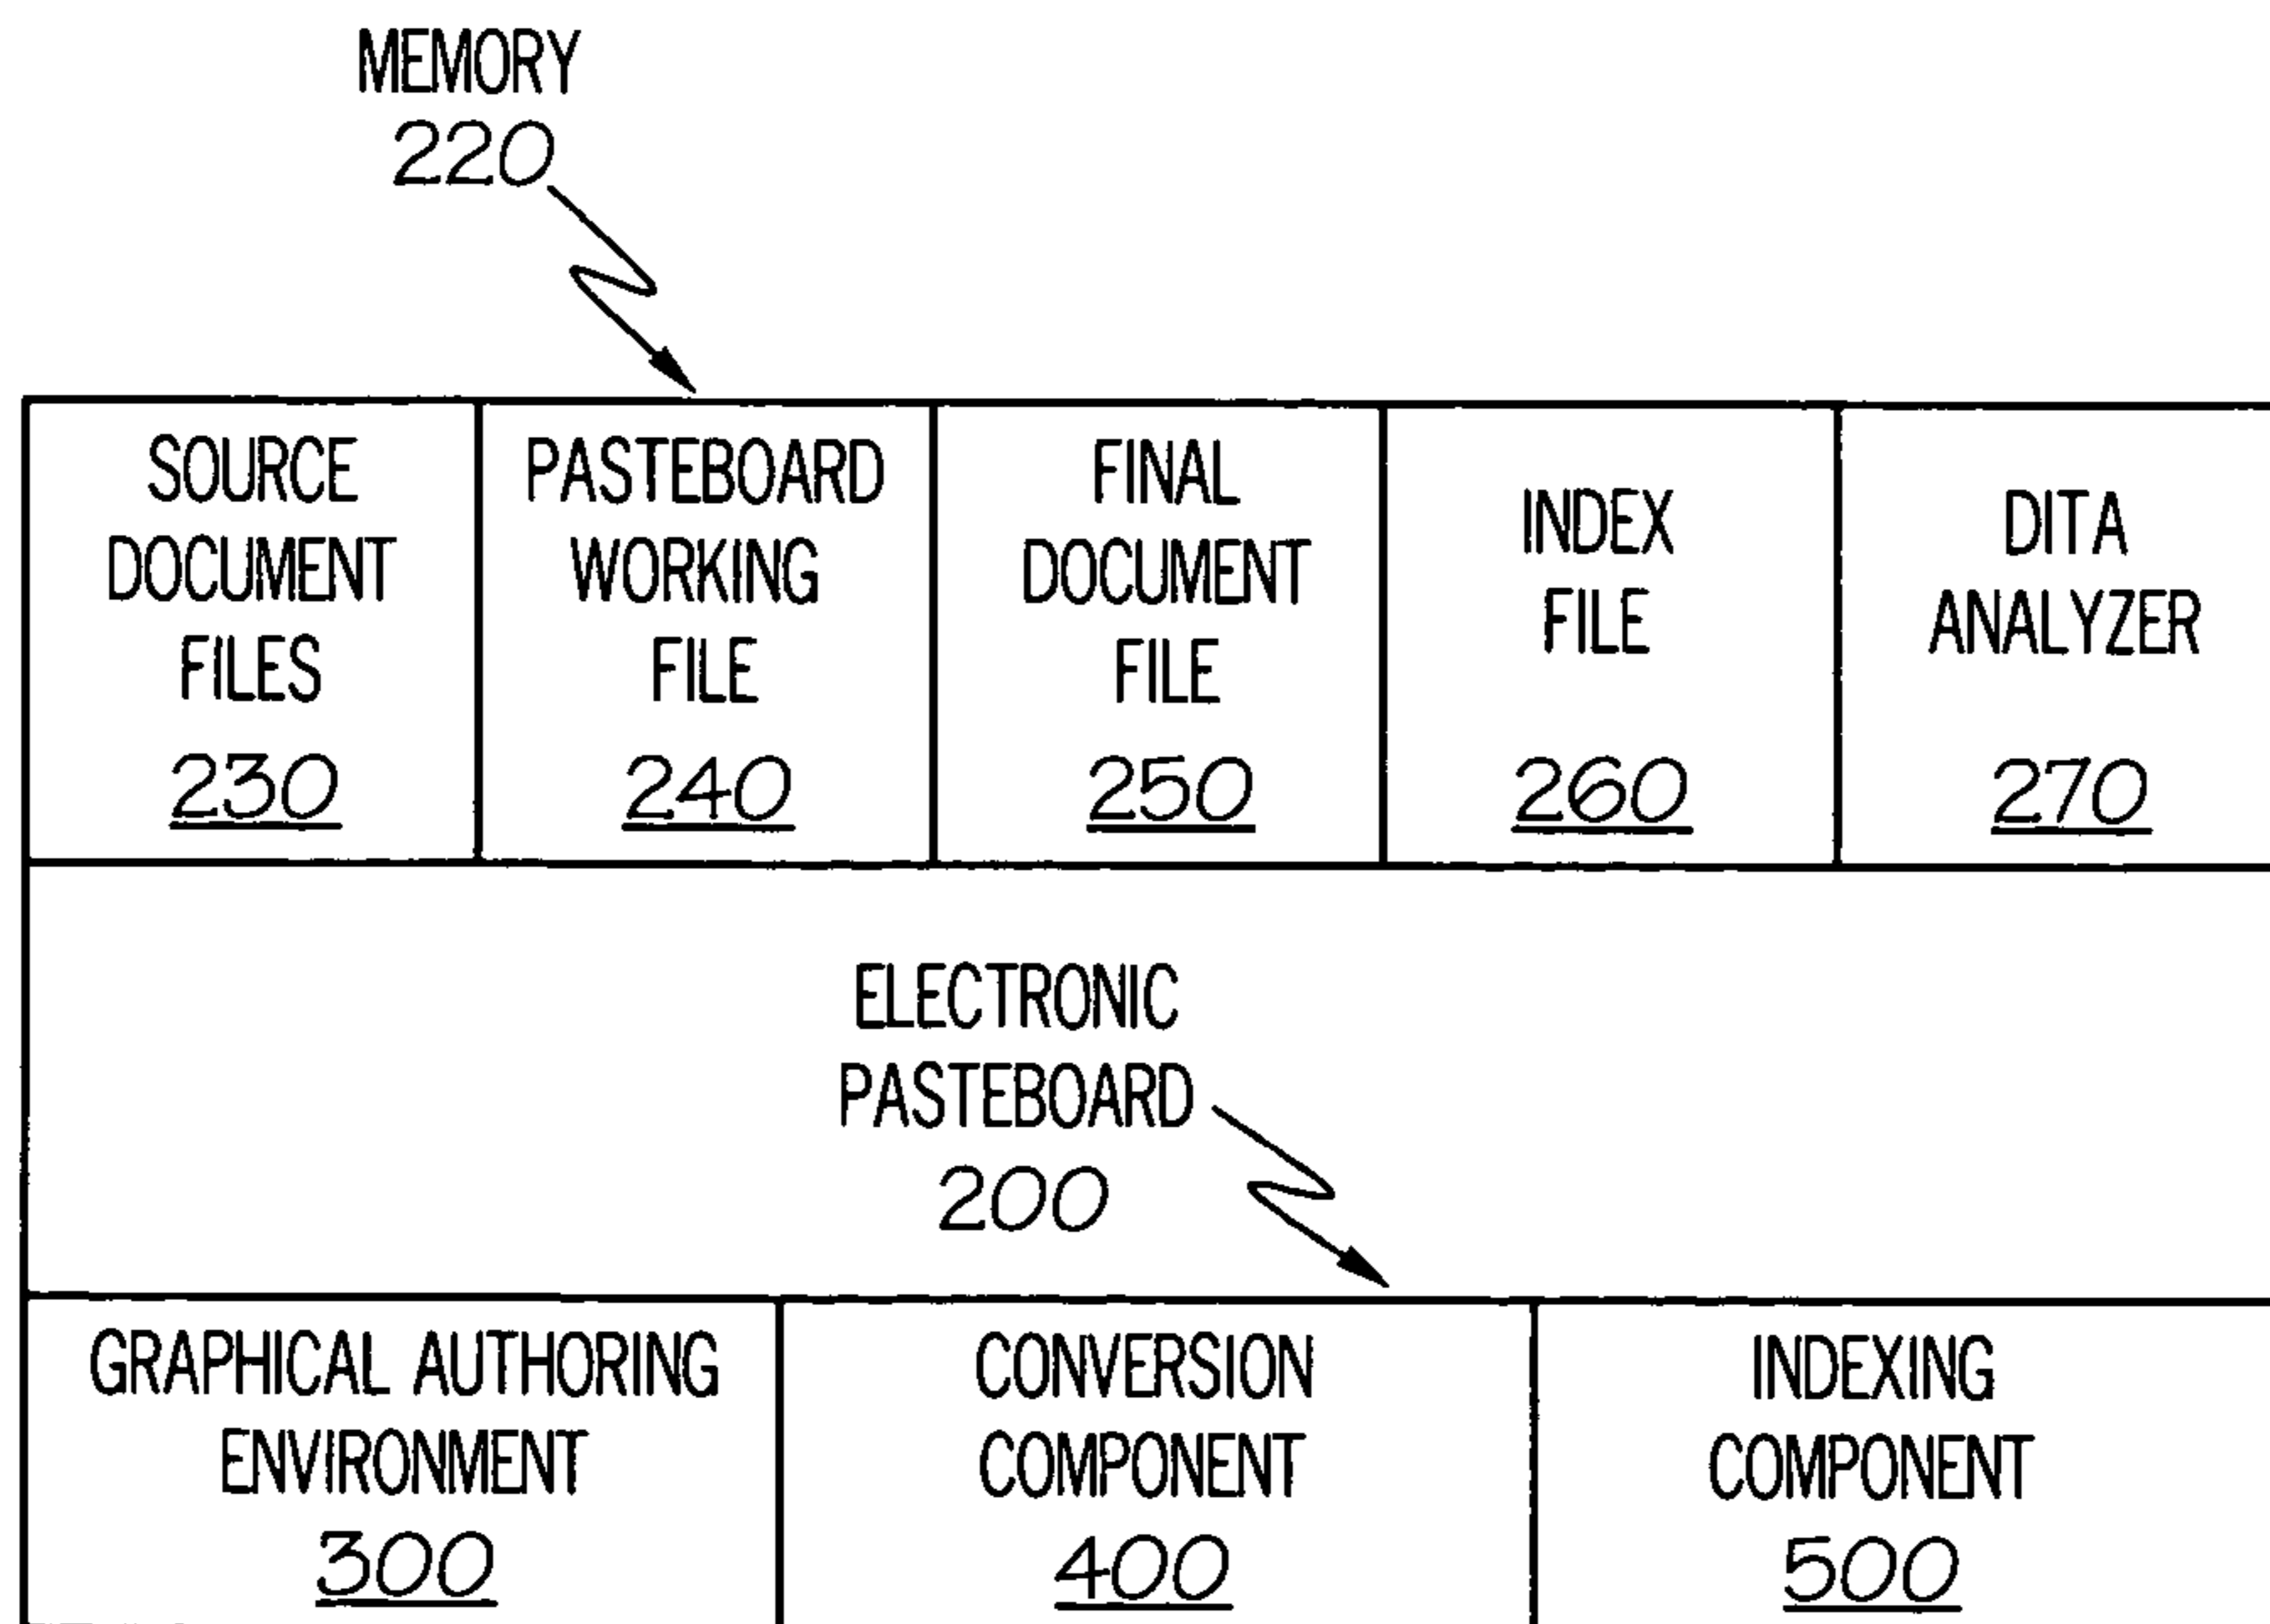 MEMORY
220
SOURCE
DOCUMENT
FILES
230
PASTEBOARD
WORKING
FILE
240
FINAL
DOCUMENT
FILE
250
INDEX
FILE
260
DITA
ANALYZER
270
ELECTRONIC
PASTEBOARD
200
GRAPHICAL AUTHORING
ENVIRONMENT
300
CONVERSION
COMPONENT
400
INDEXING
COMPONENT
500